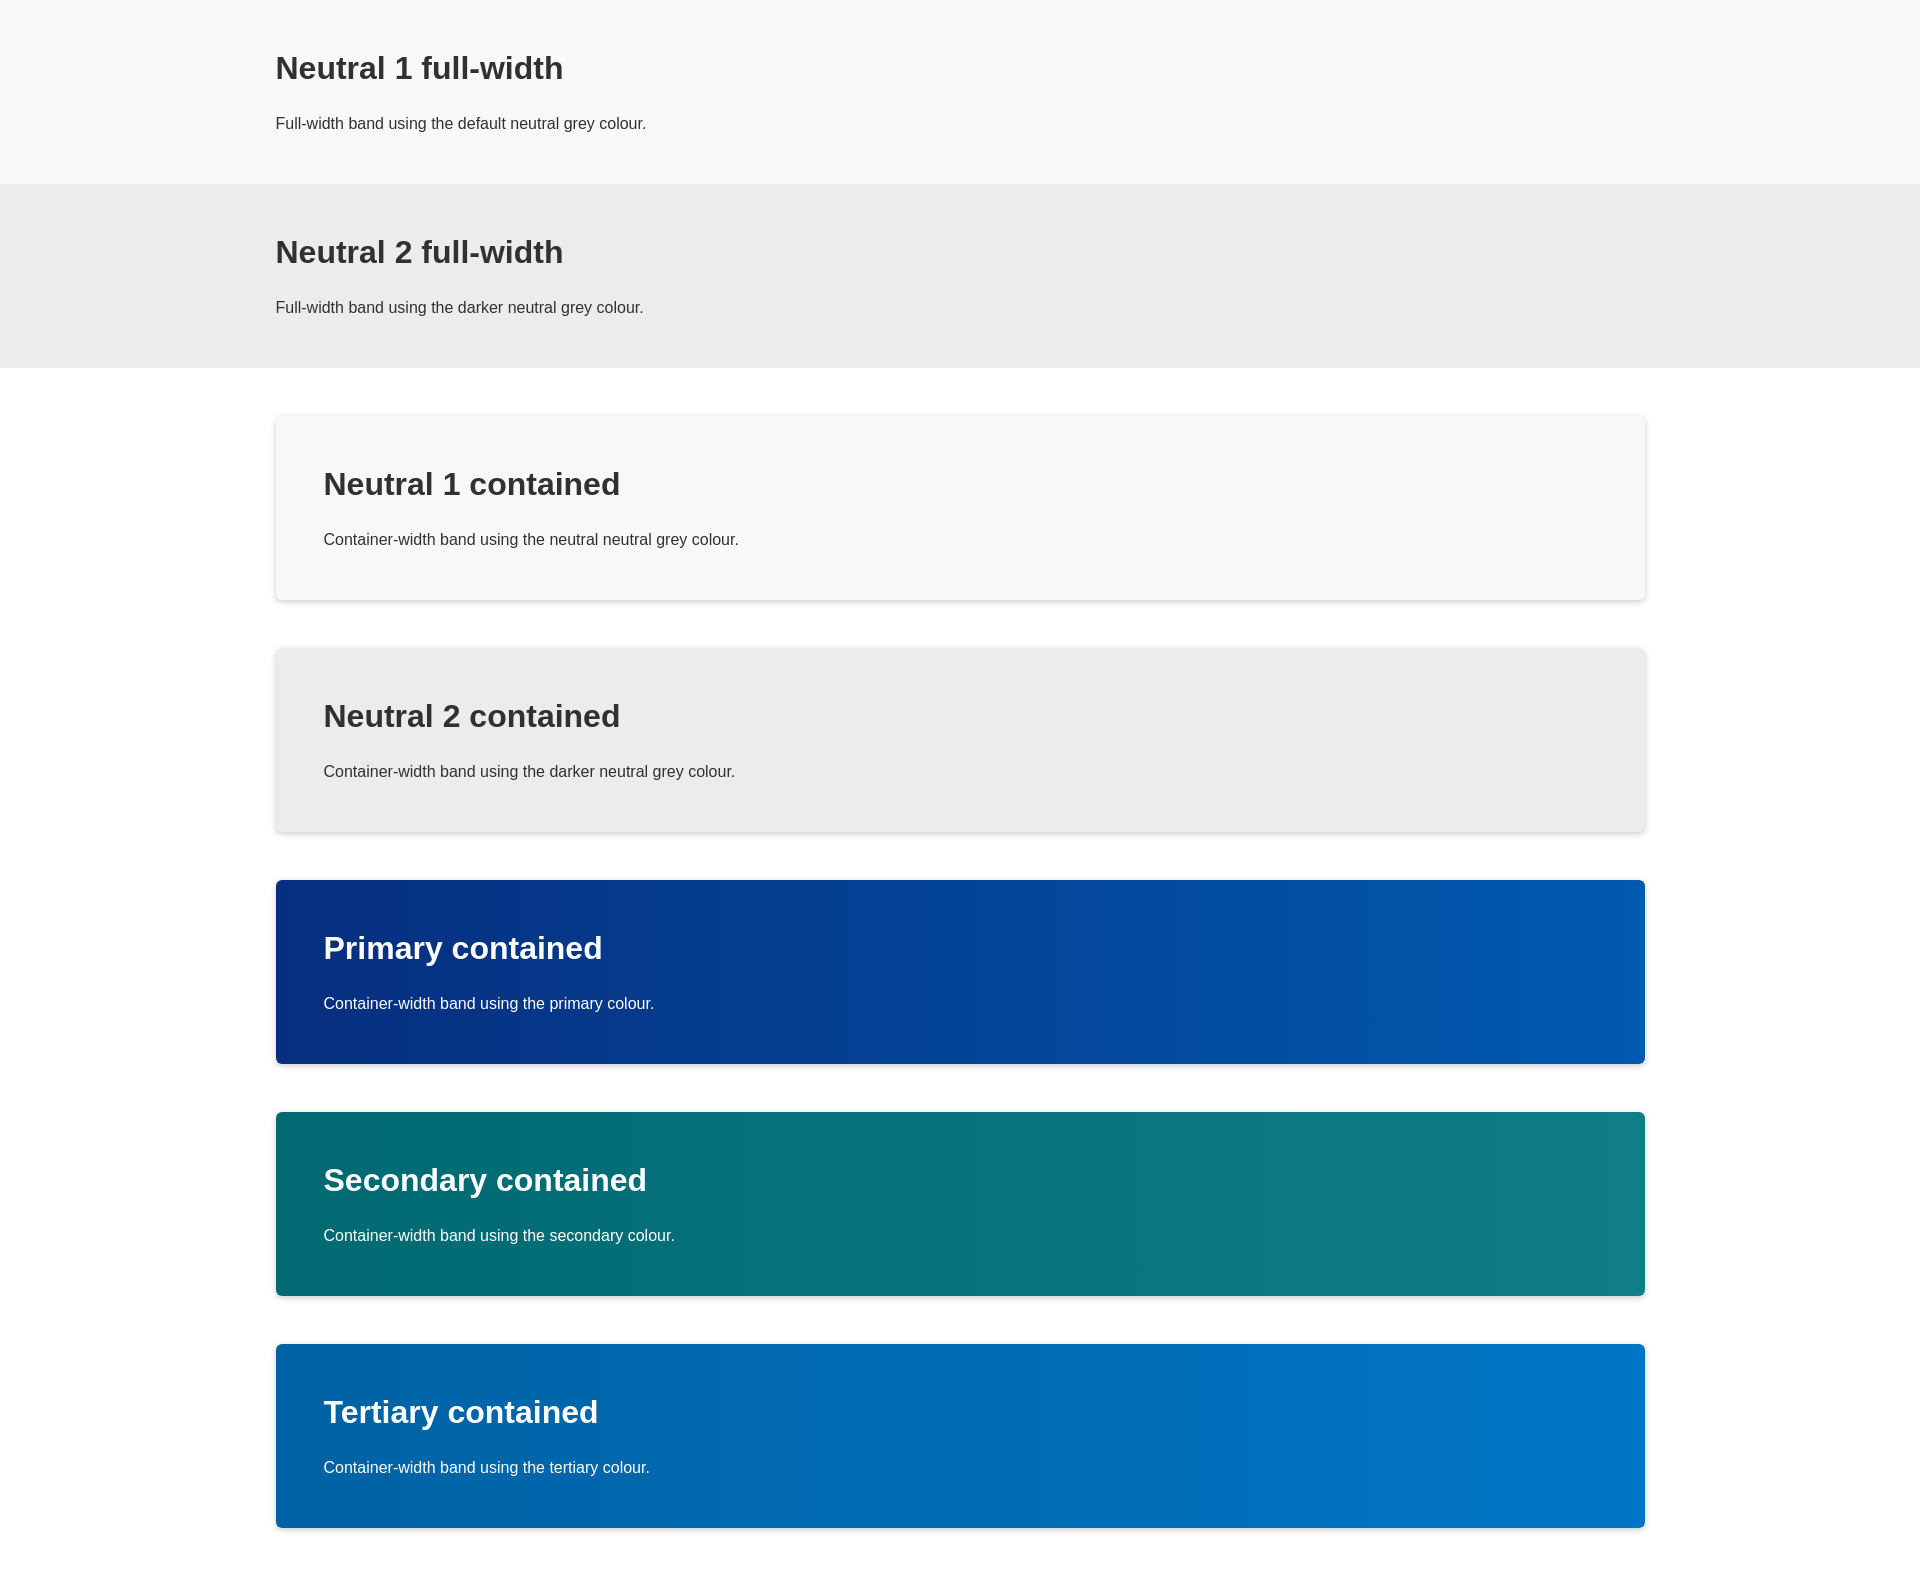 Neutral 1 full-width
Full-width band using the default neutral grey colour.
Neutral 2 full-width
Full-width band using the darker neutral grey colour.
Neutral 1 contained
Container-width band using the neutral neutral grey colour.
Neutral 2 contained
Container-width band using the darker neutral grey colour.
Primary contained
Container-width band using the primary colour.
Secondary contained
Container-width band using the secondary colour.
Tertiary contained
Container-width band using the tertiary colour.